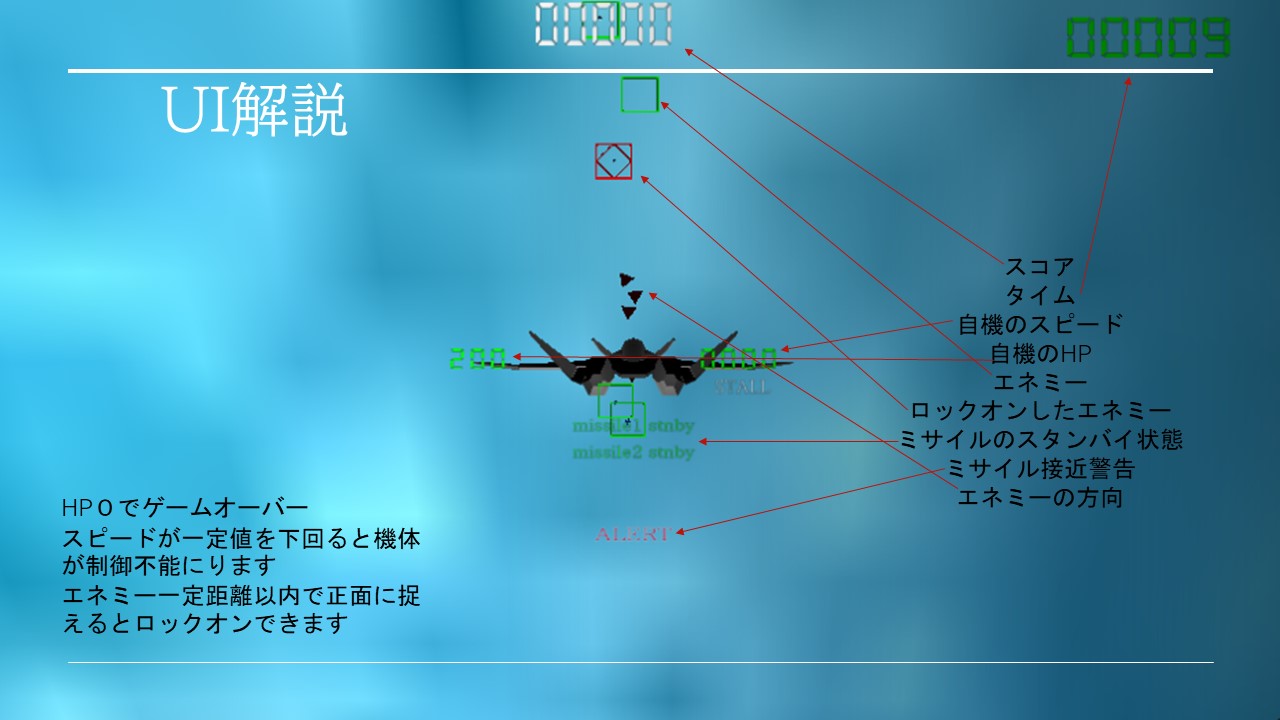 00000
00009
UI解説
スコア
タイム
自機のスピード
自機のHP
エネミー
ロックオンしたエネミー
ミサイルのスタンバイ状態
ミサイル接近警告
エネミーの方向
200
STALL
missile1 stnby
missile2 stnby
ALERT
HP０でゲームオーバー
スピードが一定値を下回ると機体
が制御不能にります
エネミー一定距離以内で正面に捉
えるとロックオンできます